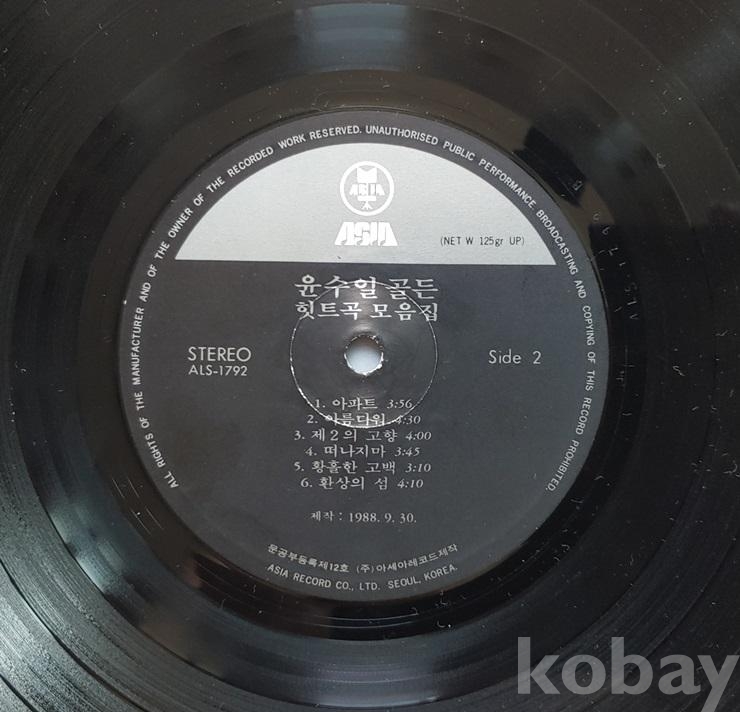 ALL RIGHTS OF THE MANUFACTURER AND OF THE OWNER OF THE RECORDED WORK RESERVED. UNAUTHORISED PUBLIC PERFORMANCE. BROADCASTING AND COPYING OF THIS RECORD PROHIBITED.
ASIA
ASIA
(NET W 125gr UP)
윤수일 골든
힛트곡 모음집
STEREO
ALS-1792
Side 2
1. 아파트 3:56
2. 아름다워 4:30
3. 제2의 고향 4:00
4. 떠나지마 3:45
5. 황홀한 고백 3:10
6. 환상의 섬 4:10
제작 : 1988. 9. 30.
문공부등록제12호 (주)아세아레코드제작
ASIA RECORD CO., LTD. SEOUL, KOREA.
kobay